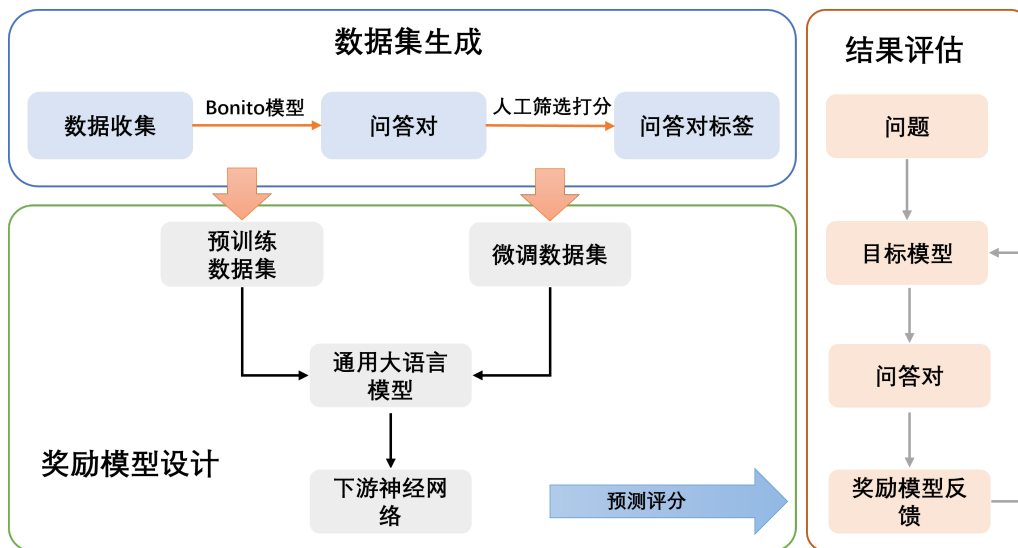 数据集生成
数据收集
Bonito模型
问答对
人工筛选打分
问答对标签
预训练
数据集
微调数据集
通用大语言
模型
奖励模型设计
下游神经网
络
预测评分
结果评估
问题
目标模型
问答对
奖励模型反
馈